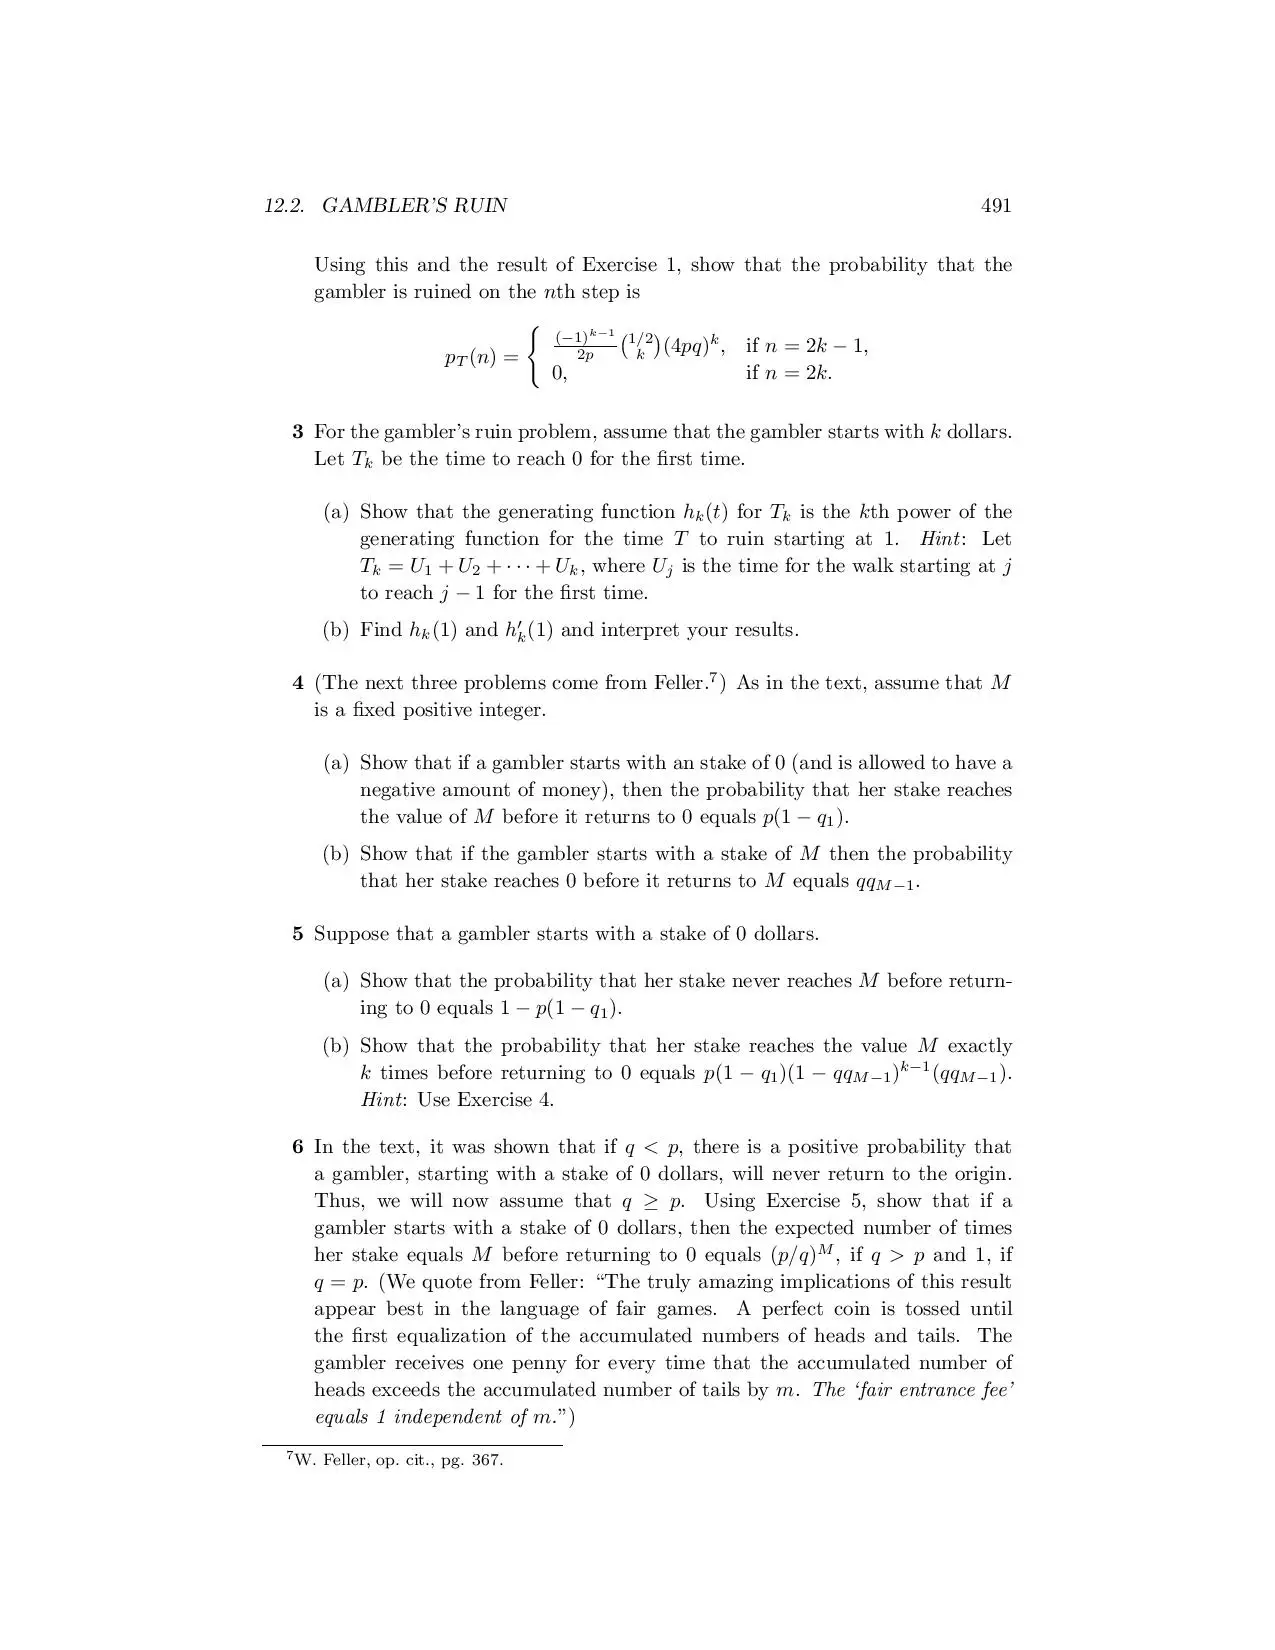 12.2. GAMBLER'S RUIN 491
Using this and the result of Exercise 1, show that the probability that the
gambler is ruined on the nth step is
p_T(n) = { \frac{(-1)^{k-1}}{2p} \binom{1/2}{k} (4pq)^k, if n = 2k − 1,
0, if n = 2k.
3 For the gambler's ruin problem, assume that the gambler starts with k dollars.
Let T_k be the time to reach 0 for the first time.
(a) Show that the generating function h_k(t) for T_k is the kth power of the
generating function for the time T to ruin starting at 1. Hint: Let
T_k = U_1 + U_2 + · · · + U_k, where U_j is the time for the walk starting at j
to reach j − 1 for the first time.
(b) Find h_k(1) and h′_k(1) and interpret your results.
4 (The next three problems come from Feller.⁷) As in the text, assume that M
is a fixed positive integer.
(a) Show that if a gambler starts with an stake of 0 (and is allowed to have a
negative amount of money), then the probability that her stake reaches
the value of M before it returns to 0 equals p(1 − q_1).
(b) Show that if the gambler starts with a stake of M then the probability
that her stake reaches 0 before it returns to M equals qq_{M−1}.
5 Suppose that a gambler starts with a stake of 0 dollars.
(a) Show that the probability that her stake never reaches M before return-
ing to 0 equals 1 − p(1 − q_1).
(b) Show that the probability that her stake reaches the value M exactly
k times before returning to 0 equals p(1 − q_1)(1 − qq_{M−1})^{k−1}(qq_{M−1}).
Hint: Use Exercise 4.
6 In the text, it was shown that if q < p, there is a positive probability that
a gambler, starting with a stake of 0 dollars, will never return to the origin.
Thus, we will now assume that q ≥ p. Using Exercise 5, show that if a
gambler starts with a stake of 0 dollars, then the expected number of times
her stake equals M before returning to 0 equals (p/q)^M, if q > p and 1, if
q = p. (We quote from Feller: "The truly amazing implications of this result
appear best in the language of fair games. A perfect coin is tossed until
the first equalization of the accumulated numbers of heads and tails. The
gambler receives one penny for every time that the accumulated number of
heads exceeds the accumulated number of tails by m. The 'fair entrance fee'
equals 1 independent of m.")
⁷W. Feller, op. cit., pg. 367.